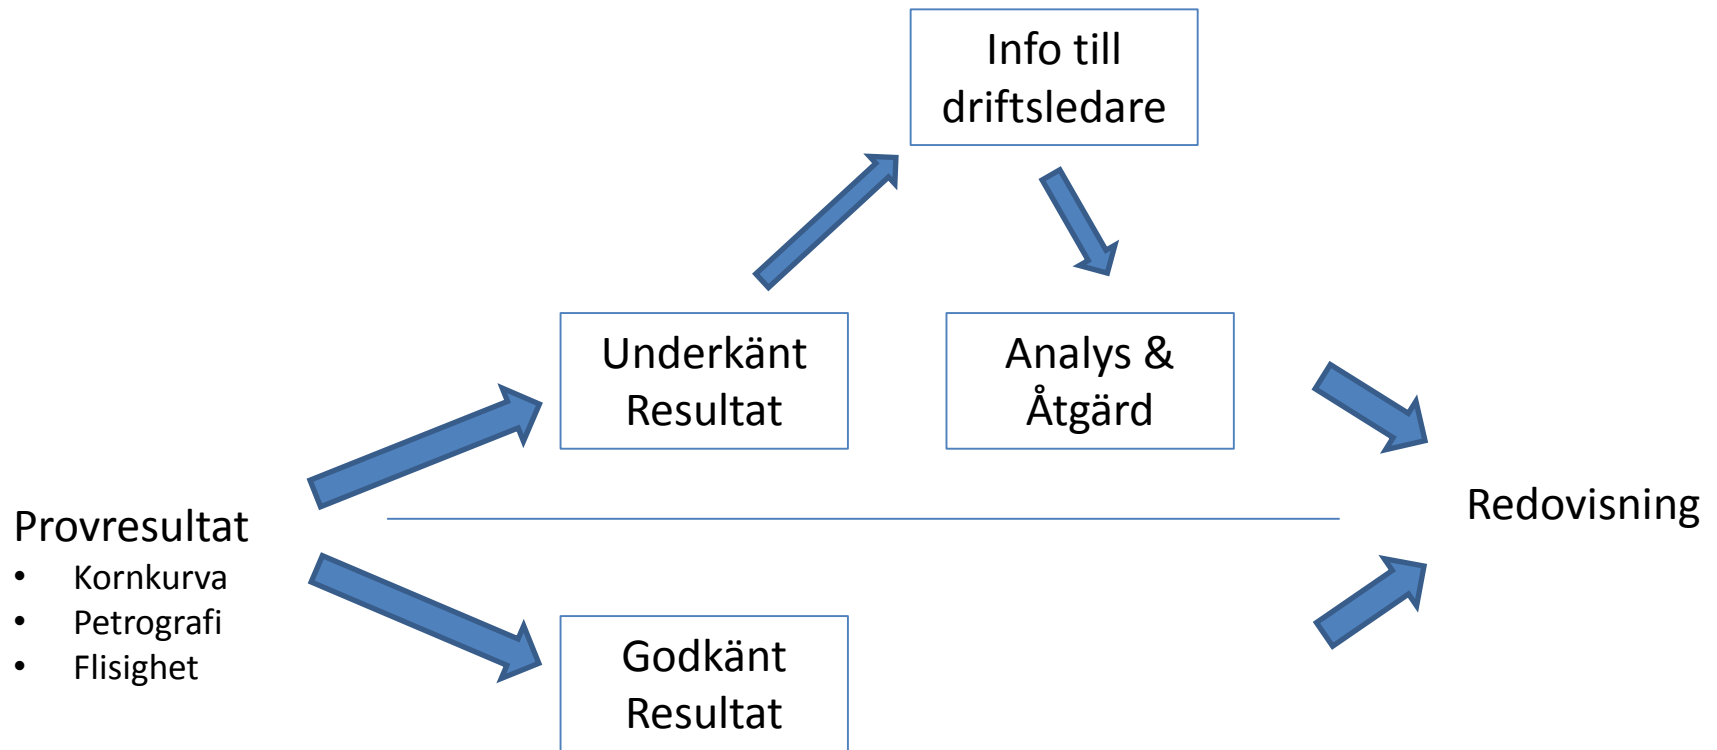 Info till
driftsledare
Underkänt
Resultat
Analys &
Åtgärd
Provresultat
• Kornkurva
• Petrografi
• Flisighet
Redovisning
Godkänt
Resultat